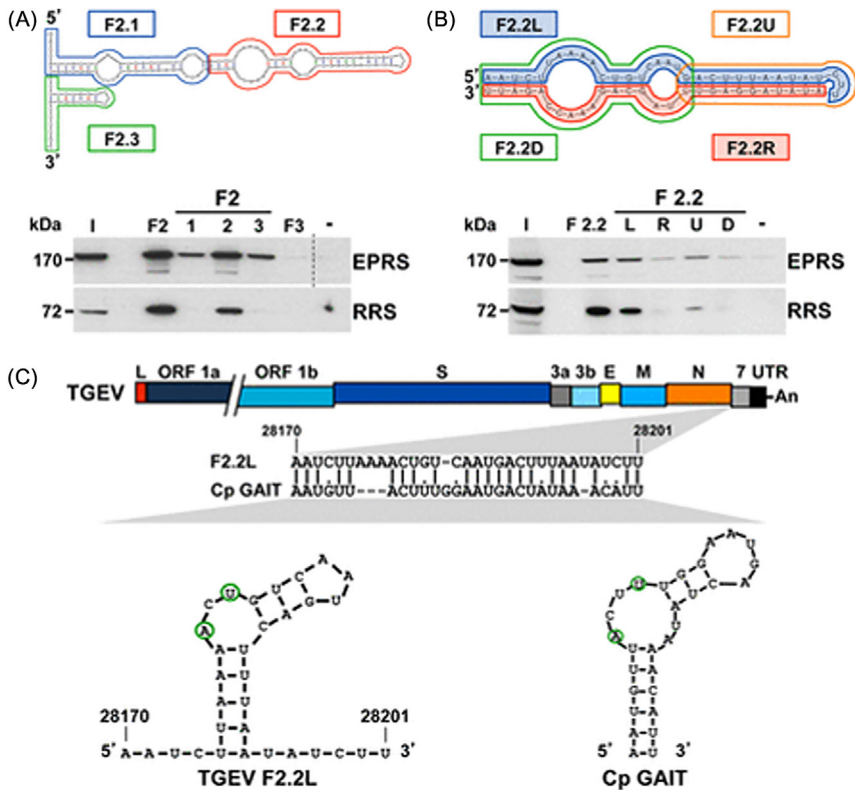 (A)
5'
F2.1
F2.2
F2.3
3'
F2
kDa I F2 1 2 3 F3 -
170 EPRS
72 RRS
(B)
F2.2L
F2.2U
5'
3'
F2.2D
F2.2R
F 2.2
kDa I F 2.2 L R U D -
170 EPRS
72 RRS
(C)
L ORF 1a ORF 1b S 3a 3b E M N 7 UTR
TGEV
An
28170 28201
F2.2L AAUCUUAAAACUGU-CAAUGACUUUAAUAUCUU
Cp GAIT AAUGUU---ACUUUGGAAUGACUAUAA-ACAUU
UAAAACUGUCAAUGACUUUA
28170 28201
5' A-A-U-C-U-A-U-A-U-C-U-U 3'
TGEV F2.2L
AAUGUUACUUUGGAAUGACUAUAAACAUU
5' 3'
Cp GAIT